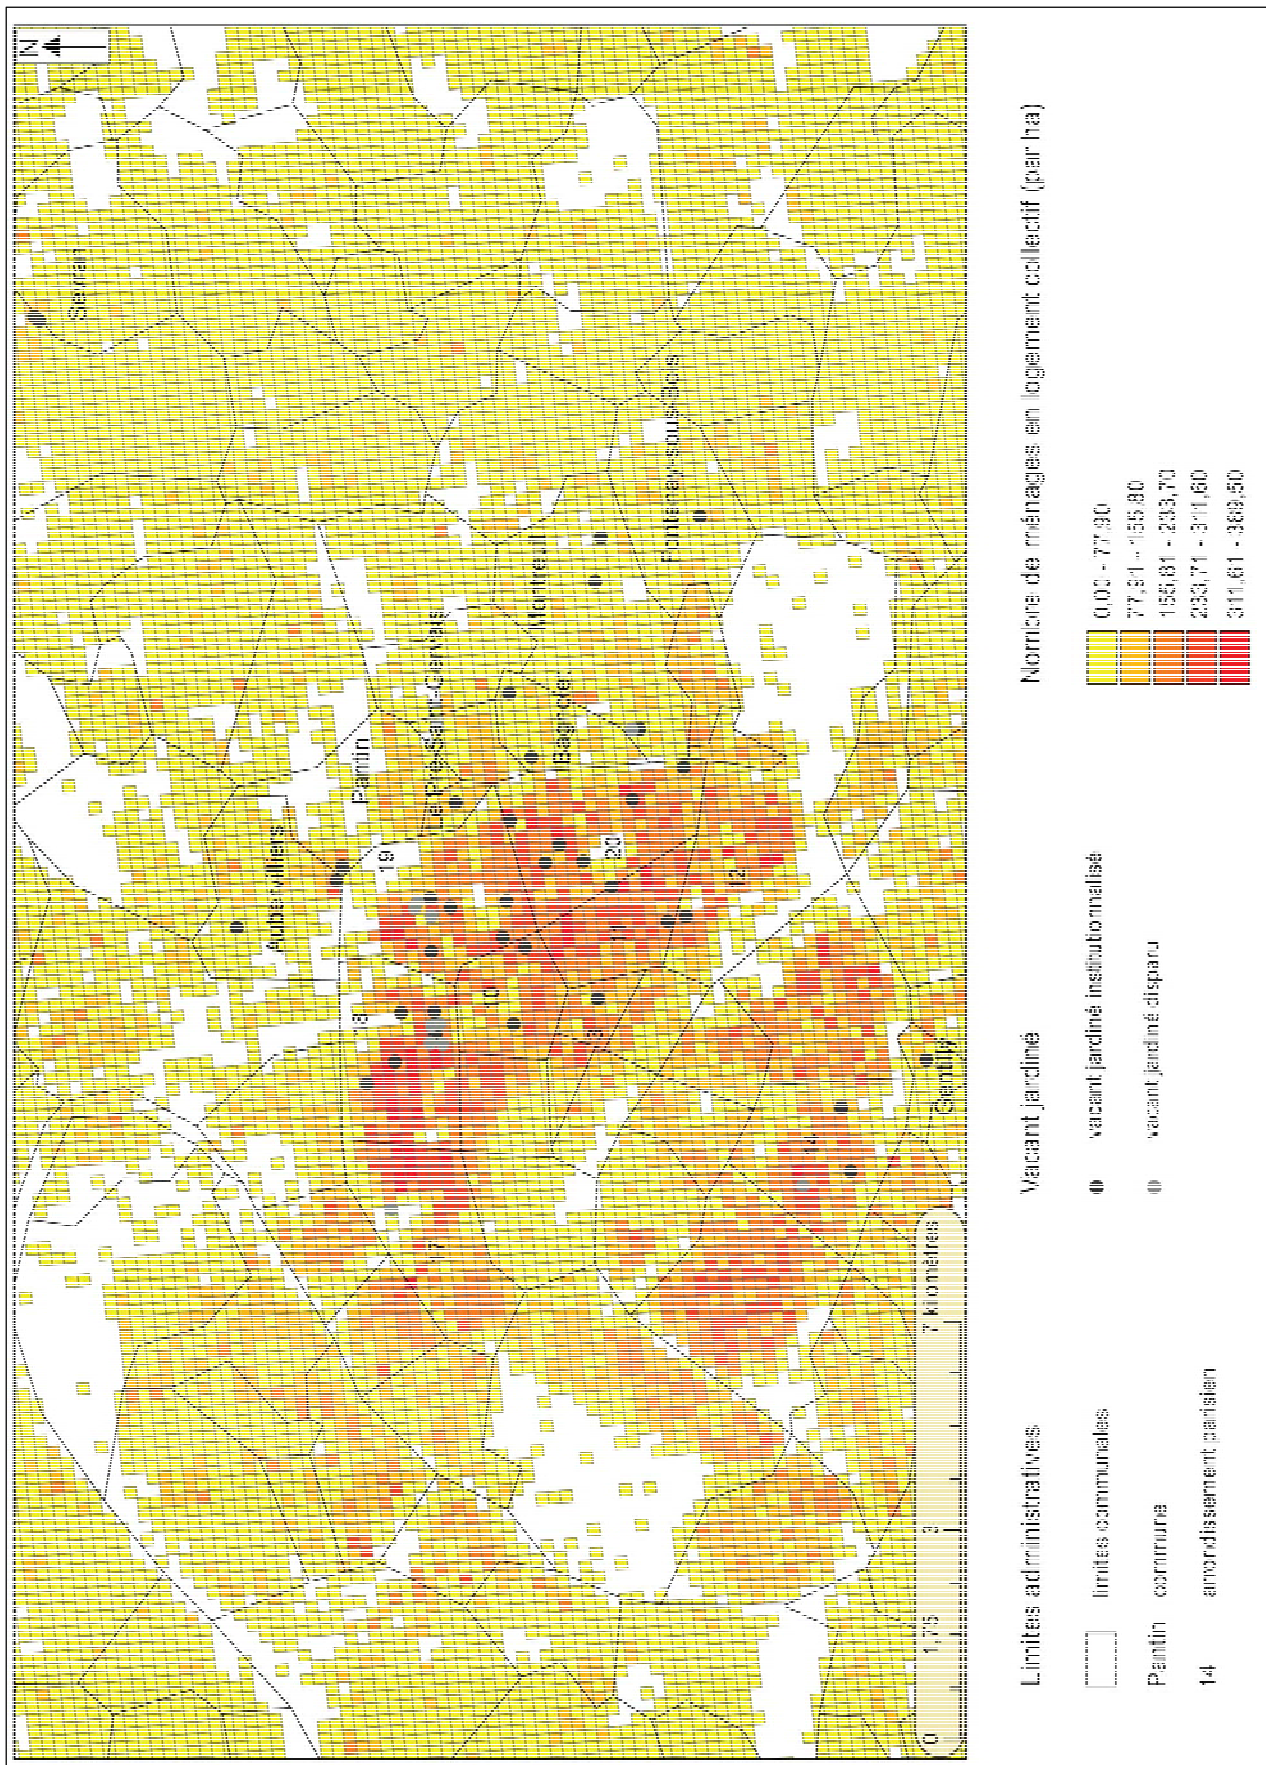 N
Sevran
Aubervilliers
Pantin
Le Pré-Saint-Gervais
Montreuil
Bagnolet
Fontenay-sous-Bois
Gentilly
18
19
10
20
11
12
3
17
14
0 1,75 3 7 kilomètres
Limites administratives
limites communales
Pantin commune
14 arrondissement parisien
Vacant jardiné
vacant jardiné institutionnalisé
vacant jardiné disparu
Nombre de ménages en logement collectif (par ha)
0,00 - 77,90
77,91 - 155,80
155,81 - 233,70
233,71 - 311,60
311,61 - 389,50